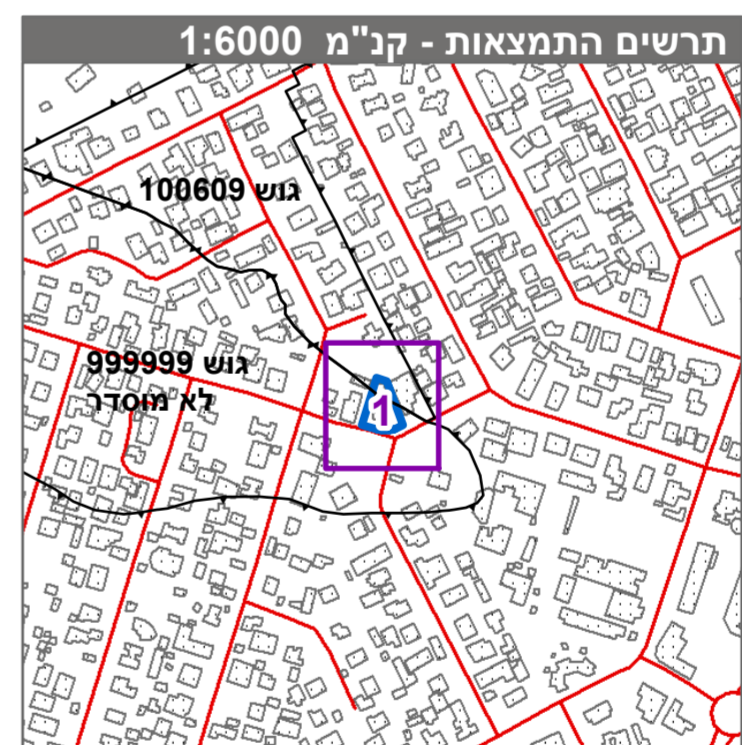 תרשים התמצאות - קנ"מ 1:6000
גוש 100609
גוש 999999
לא מוסדר
1